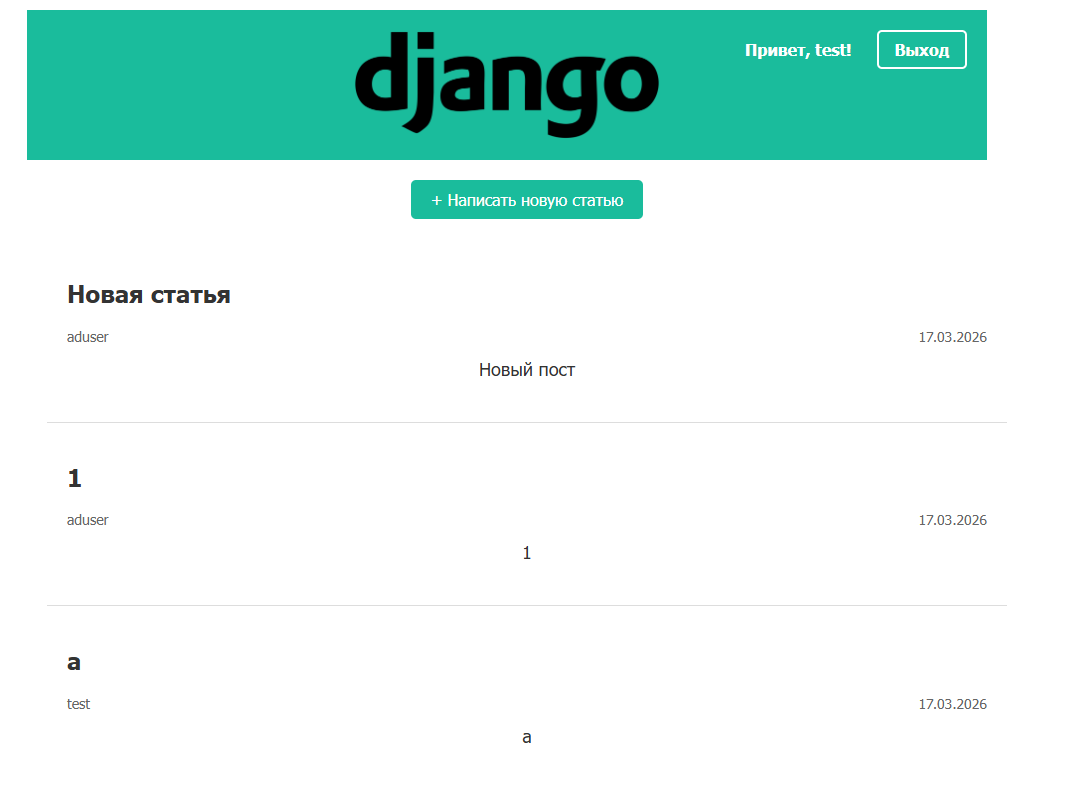 django
Привет, test!
Выход
+ Написать новую статью
Новая статья
aduser
17.03.2026
Новый пост
1
aduser
17.03.2026
1
a
test
17.03.2026
a